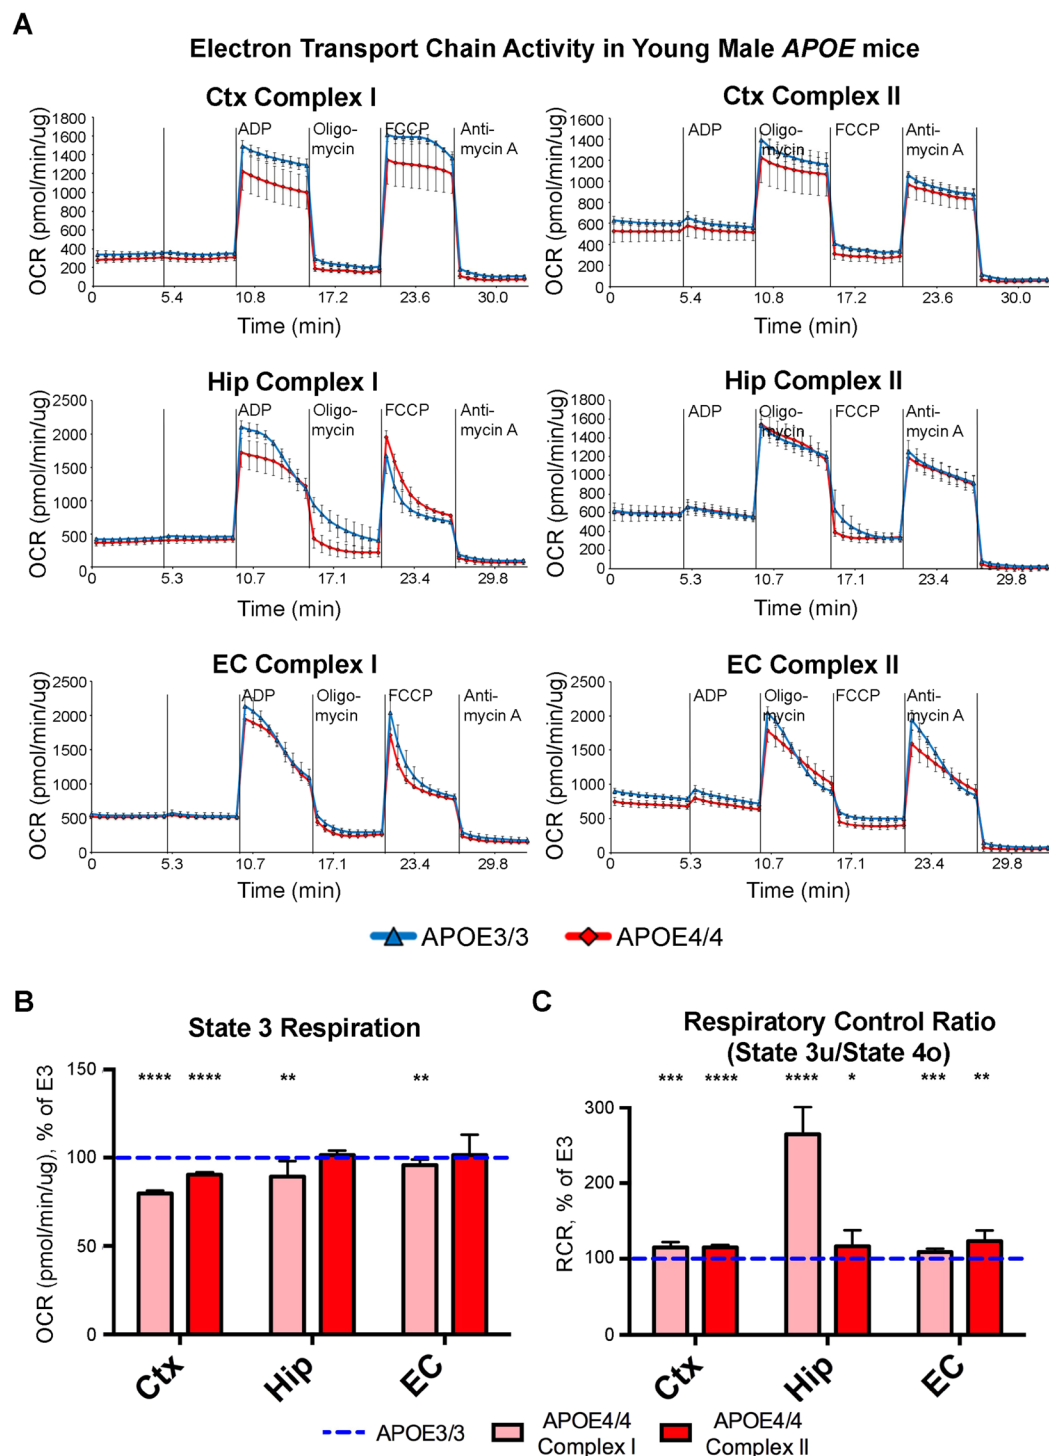 A
Electron Transport Chain Activity in Young Male APOE mice
Ctx Complex I
OCR (pmol/min/ug)
1800
1600
1400
1200
1000
800
600
400
200
0
ADP
Oligo-
mycin
FCCP
Anti-
mycin A
0 5.4 10.8 17.2 23.6 30.0
Time (min)
Ctx Complex II
OCR (pmol/min/ug)
1600
1400
1200
1000
800
600
400
200
0
ADP
Oligo-
mycin
FCCP
Anti-
mycin A
0 5.4 10.8 17.2 23.6 30.0
Time (min)
Hip Complex I
OCR (pmol/min/ug)
2500
2000
1500
1000
500
0
ADP
Oligo-
mycin
FCCP
Anti-
mycin A
0 5.3 10.7 17.1 23.4 29.8
Time (min)
Hip Complex II
OCR (pmol/min/ug)
1800
1600
1400
1200
1000
800
600
400
200
0
ADP
Oligo-
mycin
FCCP
Anti-
mycin A
0 5.3 10.7 17.1 23.4 29.8
Time (min)
EC Complex I
OCR (pmol/min/ug)
2500
2000
1500
1000
500
0
ADP
Oligo-
mycin
FCCP
Anti-
mycin A
0 5.3 10.7 17.1 23.4 29.8
Time (min)
EC Complex II
OCR (pmol/min/ug)
2500
2000
1500
1000
500
0
ADP
Oligo-
mycin
FCCP
Anti-
mycin A
0 5.3 10.7 17.1 23.4 29.8
Time (min)
APOE3/3 APOE4/4
B
State 3 Respiration
OCR (pmol/min/ug), % of E3
150
100
50
0
**** **** ** **
Ctx Hip EC
C
Respiratory Control Ratio
(State 3u/State 4o)
RCR, % of E3
300
200
100
0
*** **** **** * *** **
Ctx Hip EC
APOE3/3
APOE4/4
Complex I
APOE4/4
Complex II